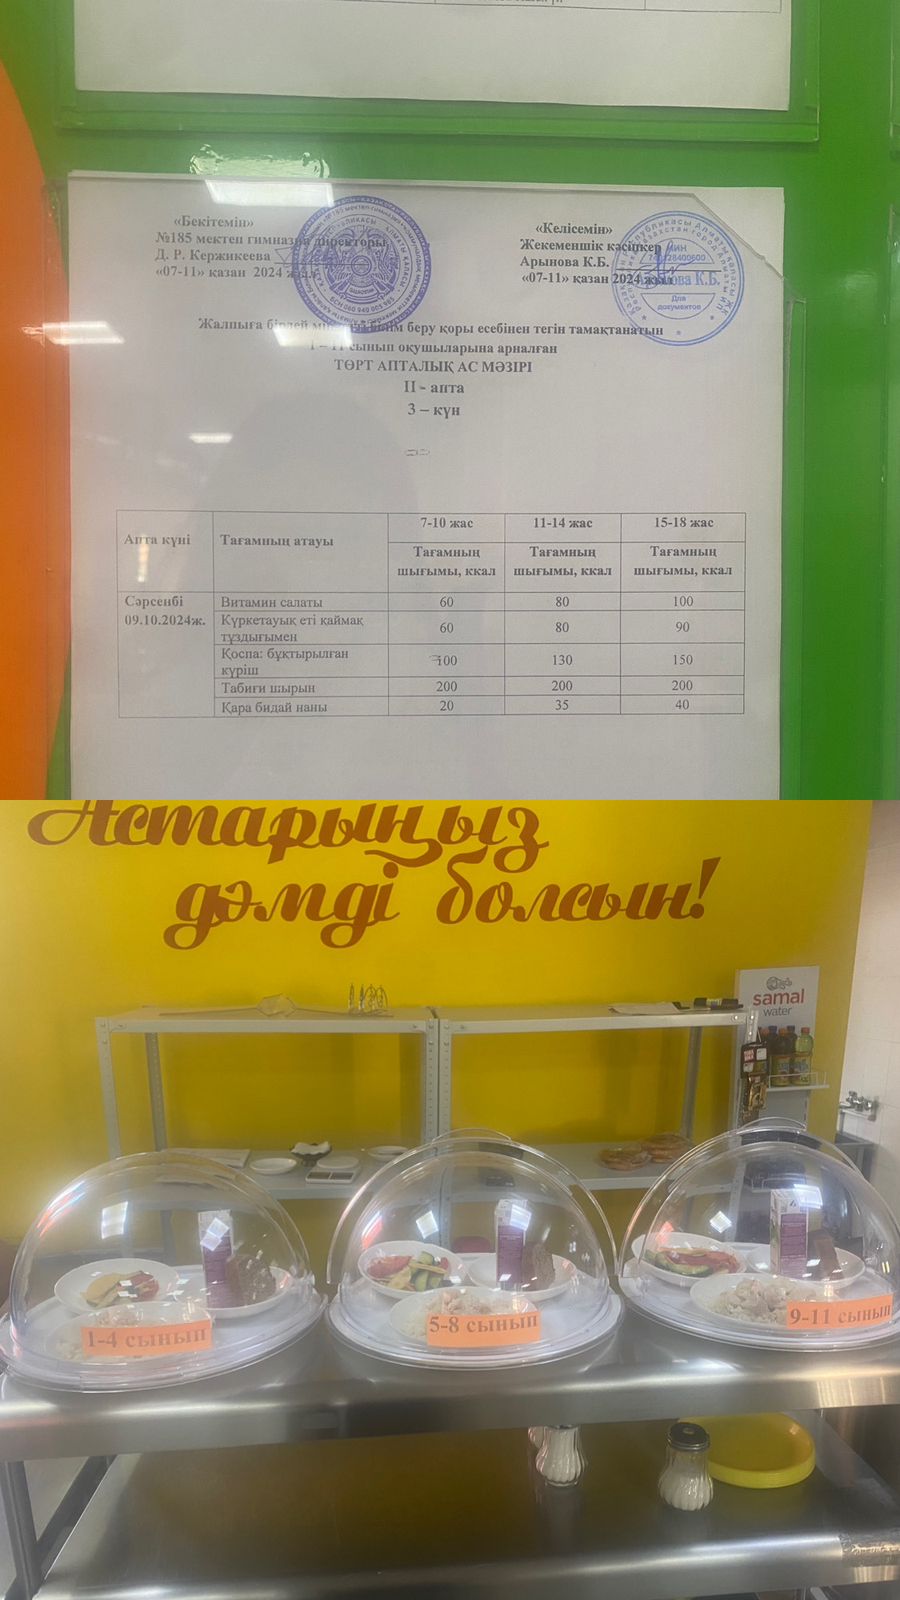 «Бекітемін»
№185 мектеп гимназия директоры
Д. Р. Кержикеева
«07-11» қазан 2024 жыл
«Келісемін»
Жекеменшік кәсіпкер
Арынова К.Б.
«07-11» қазан 2024 жыл
ИИН
Арынова К.Б.
Для
документов
Жалпыға бірдей білім беру қоры есебінен тегін тамақтанатын
сынып оқушыларына арналған
ТӨРТ АПТАЛЫҚ АС МӘЗІРІ
II - апта
3 – күн
Апта күні Тағамның атауы 7-10 жас 11-14 жас 15-18 жас
Тағамның шығымы, ккал Тағамның шығымы, ккал Тағамның шығымы, ккал
Сәрсенбі Витамин салаты 60 80 100
09.10.2024ж. Күркетауық еті қаймақ
тұздығымен 60 80 90
Қоспа: бұқтырылған
күріш 100 130 150
Табиғи шырын 200 200 200
Қара бидай наны 20 35 40
Астарыңыз
дәмді болсын!
samal
water
1-4 сынып
5-8 сынып
9-11 сынып